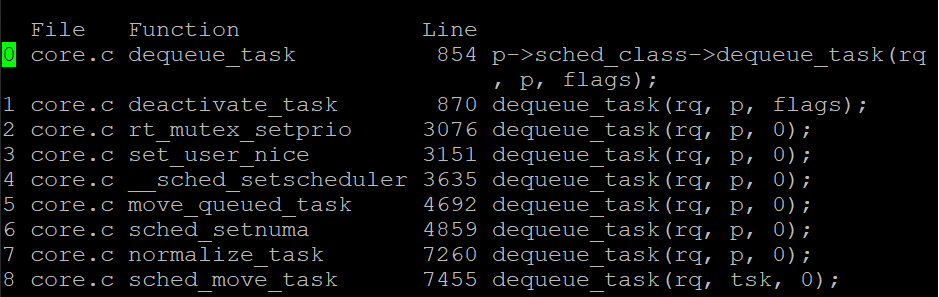 File Function Line
0 core.c dequeue_task 854 p->sched_class->dequeue_task(rq
, p, flags);
1 core.c deactivate_task 870 dequeue_task(rq, p, flags);
2 core.c rt_mutex_setprio 3076 dequeue_task(rq, p, 0);
3 core.c set_user_nice 3151 dequeue_task(rq, p, 0);
4 core.c __sched_setscheduler 3635 dequeue_task(rq, p, 0);
5 core.c move_queued_task 4692 dequeue_task(rq, p, 0);
6 core.c sched_setnuma 4859 dequeue_task(rq, p, 0);
7 core.c normalize_task 7260 dequeue_task(rq, p, 0);
8 core.c sched_move_task 7455 dequeue_task(rq, tsk, 0);